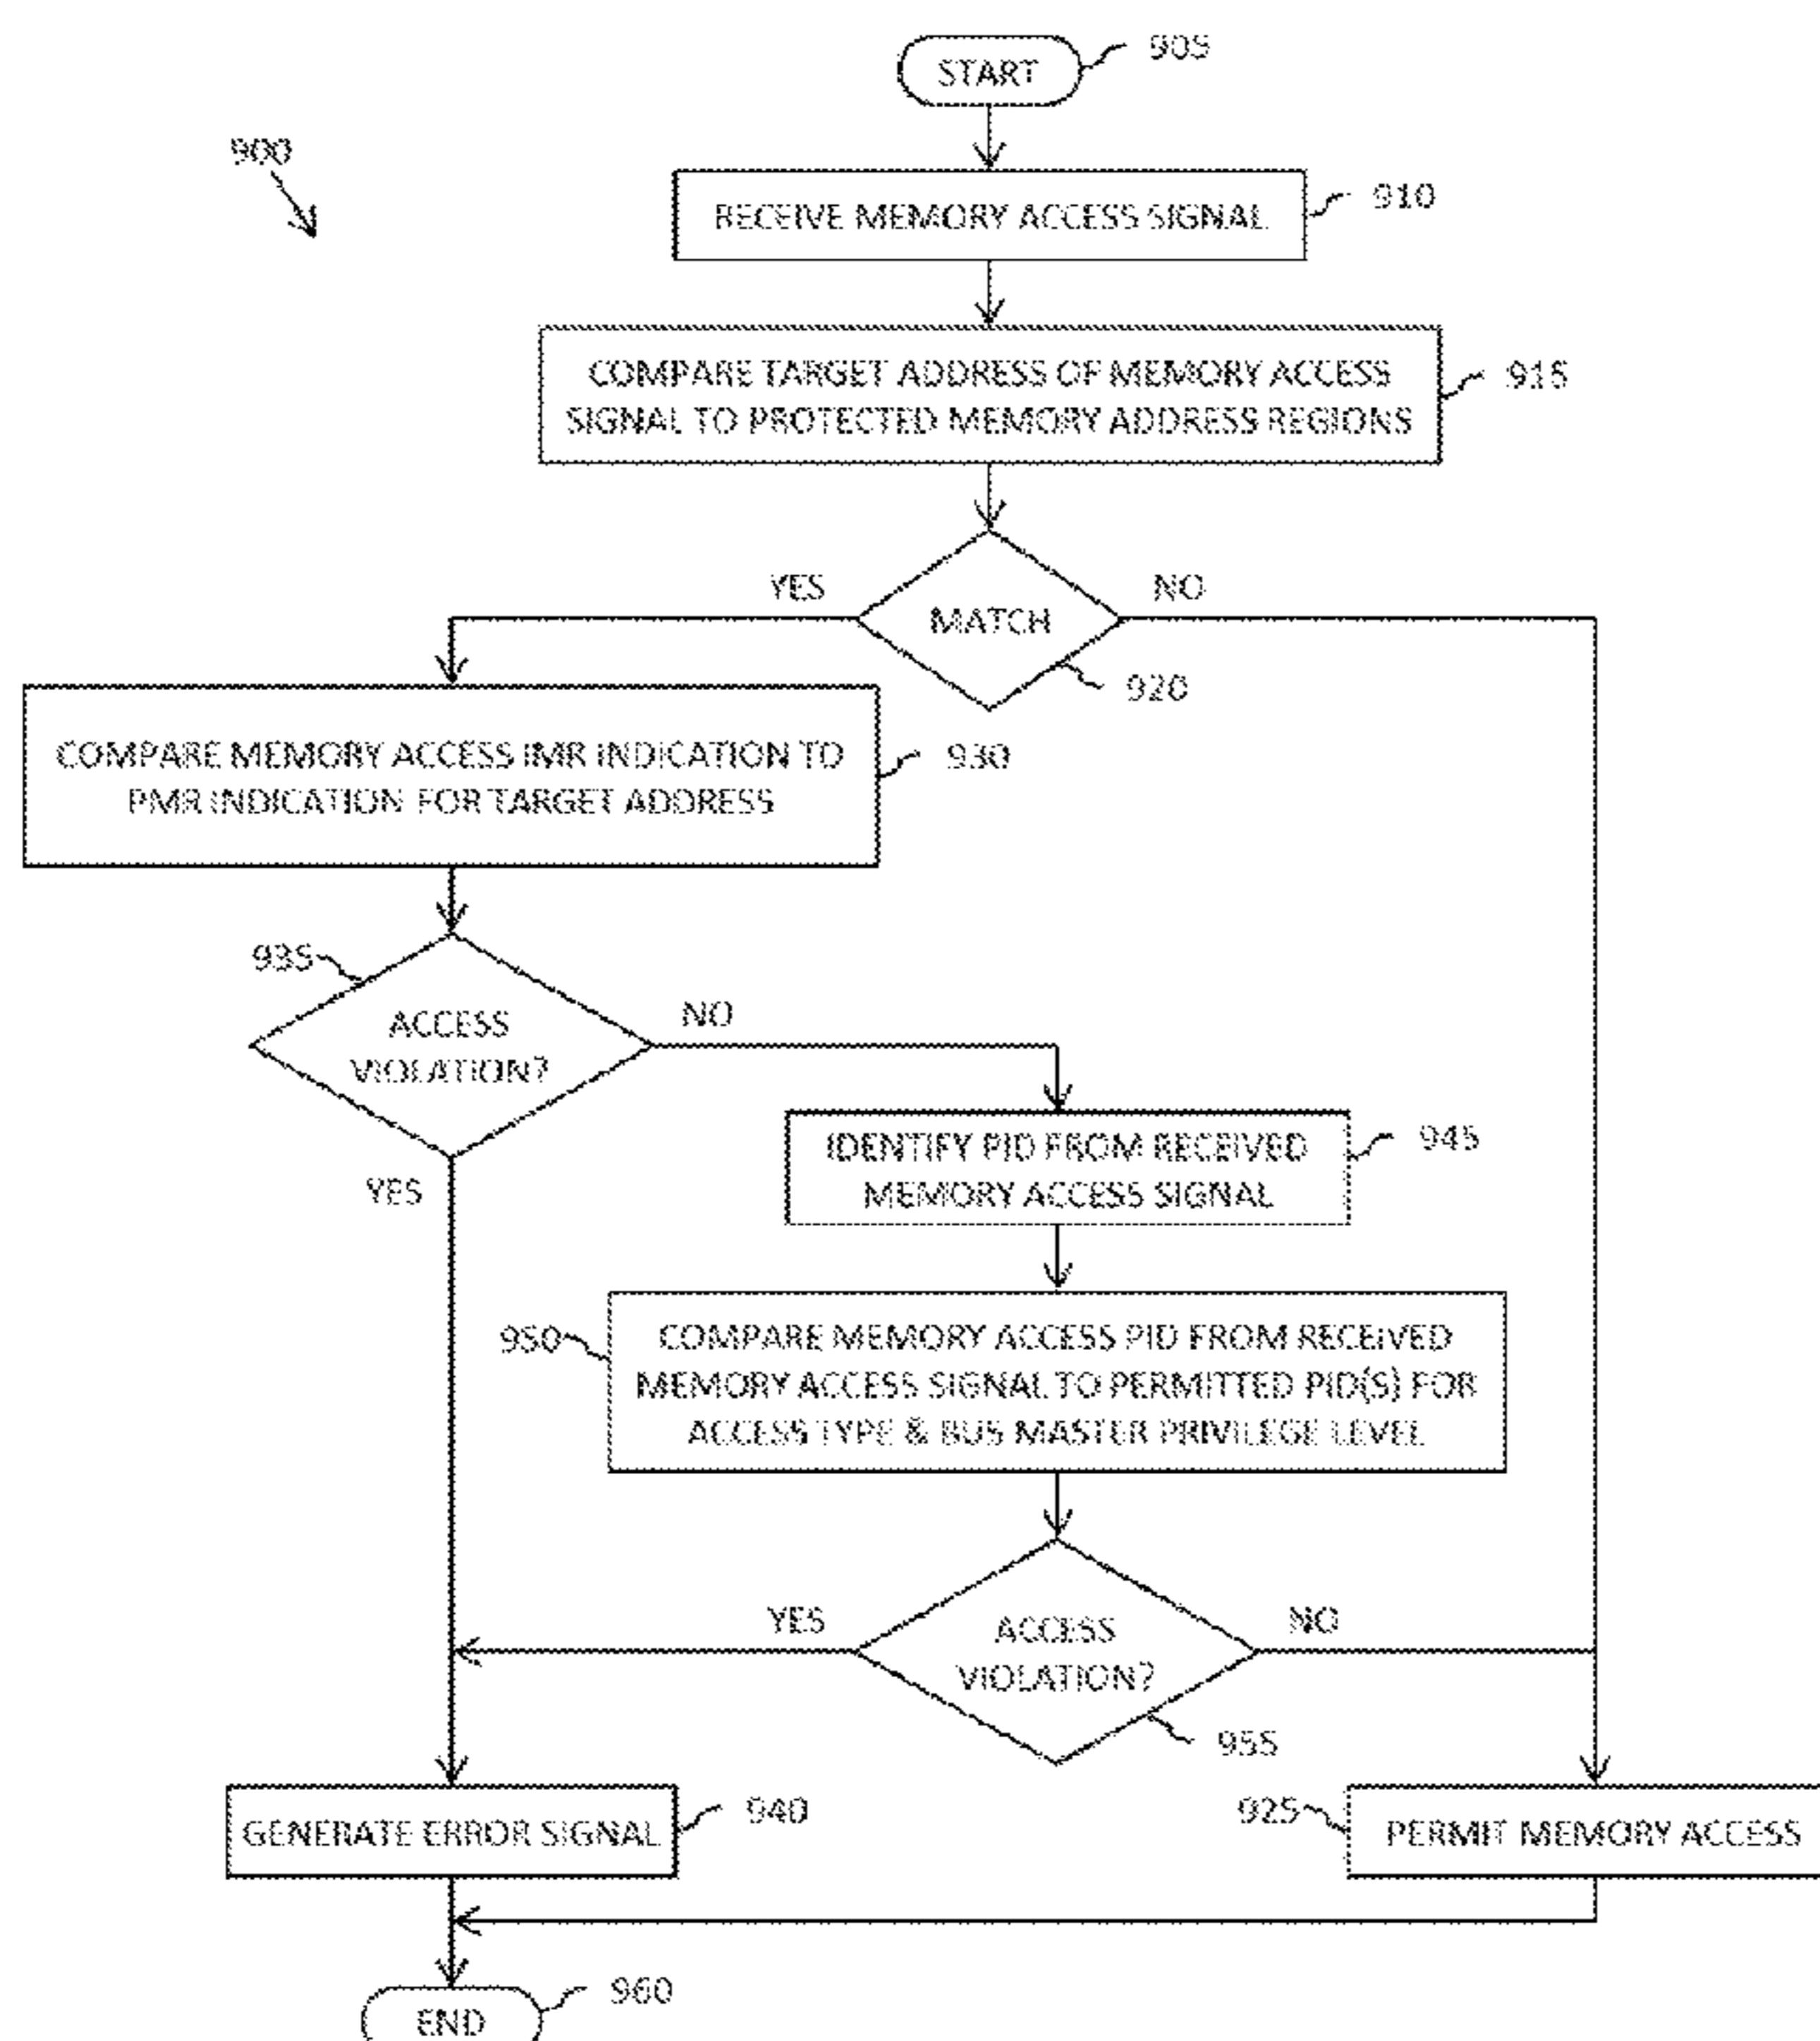 START
905
900
RECEIVE MEMORY ACCESS SIGNAL
910
COMPARE TARGET ADDRESS OF MEMORY ACCESS
SIGNAL TO PROTECTED MEMORY ADDRESS REGIONS
915
YES
NO
MATCH
920
COMPARE MEMORY ACCESS IMR INDICATION TO
PMR INDICATION FOR TARGET ADDRESS
930
935
ACCESS
VIOLATION?
NO
YES
IDENTIFY PID FROM RECEIVED
MEMORY ACCESS SIGNAL
945
950
COMPARE MEMORY ACCESS PID FROM RECEIVED
MEMORY ACCESS SIGNAL TO PERMITTED PID(S) FOR
ACCESS TYPE & BUS MASTER PRIVILEGE LEVEL
YES
NO
ACCESS
VIOLATION?
955
GENERATE ERROR SIGNAL
940
925
PERMIT MEMORY ACCESS
END
960